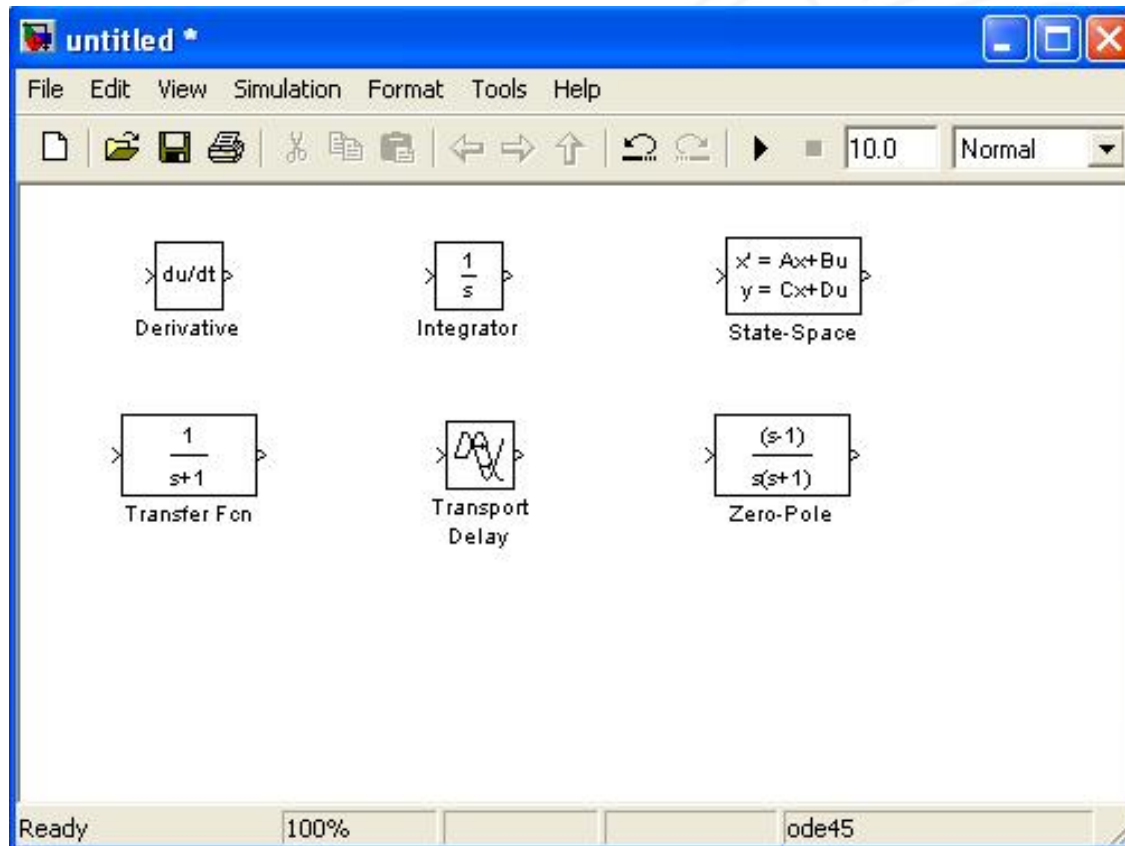 untitled *
File Edit View Simulation Format Tools Help
10.0 Normal
du/dt
Derivative
1
s
Integrator
x' = Ax+Bu
y = Cx+Du
State-Space
1
s+1
Transfer Fcn
Transport
Delay
(s-1)
s(s+1)
Zero-Pole
Ready 100% ode45